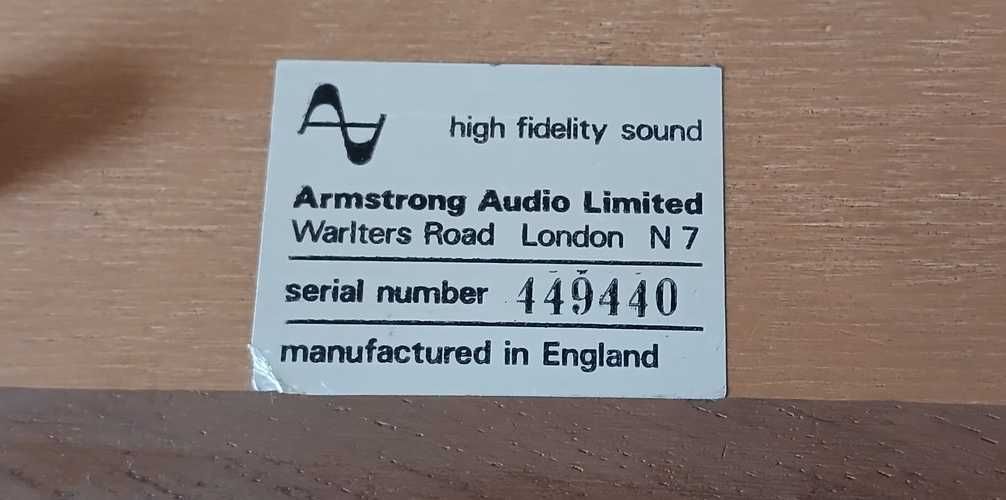 high fidelity sound
Armstrong Audio Limited
Warlters Road London N 7
serial number 449440
manufactured in England